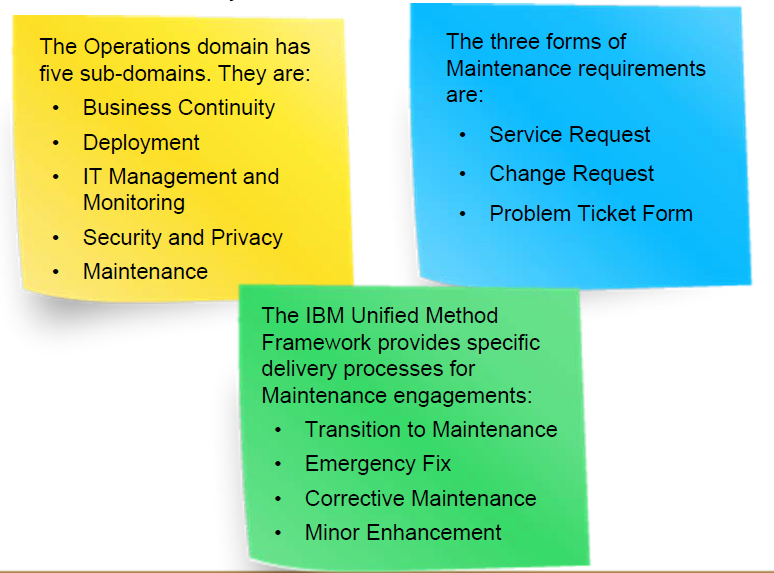 The Operations domain has
five sub-domains. They are:
• Business Continuity
• Deployment
• IT Management and
Monitoring
• Security and Privacy
• Maintenance
The three forms of
Maintenance requirements
are:
• Service Request
• Change Request
• Problem Ticket Form
The IBM Unified Method
Framework provides specific
delivery processes for
Maintenance engagements:
• Transition to Maintenance
• Emergency Fix
• Corrective Maintenance
• Minor Enhancement